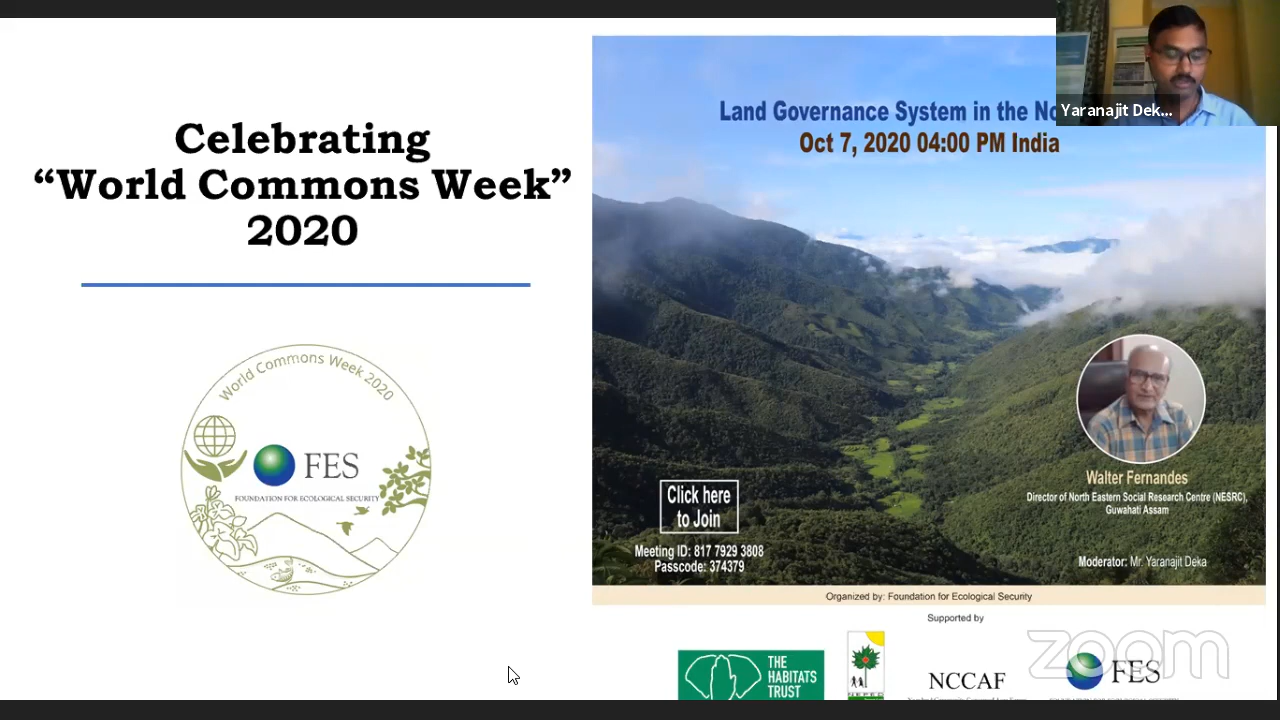 Celebrating
“World Commons Week”
2020
World Commons Week 2020
FES
FOUNDATION FOR ECOLOGICAL SECURITY
Land Governance System in the No
Oct 7, 2020 04:00 PM India
Yaranajit Dek...
Walter Fernandes
Director of North Eastern Social Research Centre (NESRC),
Guwahati Assam
Click here
to Join
Meeting ID: 817 7929 3808
Passcode: 374379
Moderator: Mr. Yaranajit Deka
Organized by: Foundation for Ecological Security
Supported by
THE
HABITATS
TRUST
NCCAF
FES
zoom